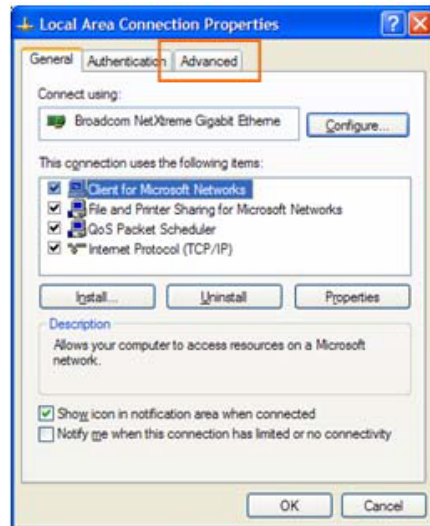 Local Area Connection Properties
General Authentication Advanced
Connect using:
Broadcom NetXtreme Gigabit Etherne
Configure...
This connection uses the following items:
Client for Microsoft Networks
File and Printer Sharing for Microsoft Networks
QoS Packet Scheduler
Internet Protocol (TCP/IP)
Install... Uninstall Properties
Description
Allows your computer to access resources on a Microsoft
network.
Show icon in notification area when connected
Notify me when this connection has limited or no connectivity
OK Cancel